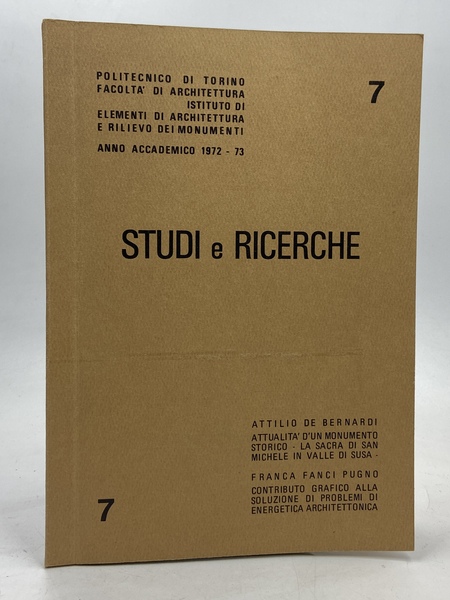 POLITECNICO DI TORINO
FACOLTA' DI ARCHITETTURA
ISTITUTO DI
ELEMENTI DI ARCHITETTURA
E RILIEVO DEI MONUMENTI
ANNO ACCADEMICO 1972 - 73
7
STUDI e RICERCHE
ATTILIO DE BERNARDI
ATTUALITA' D'UN MONUMENTO
STORICO - LA SACRA DI SAN
MICHELE IN VALLE DI SUSA -
FRANCA FANCI PUGNO
CONTRIBUTO GRAFICO ALLA
SOLUZIONE DI PROBLEMI DI
ENERGETICA ARCHITETTONICA
7